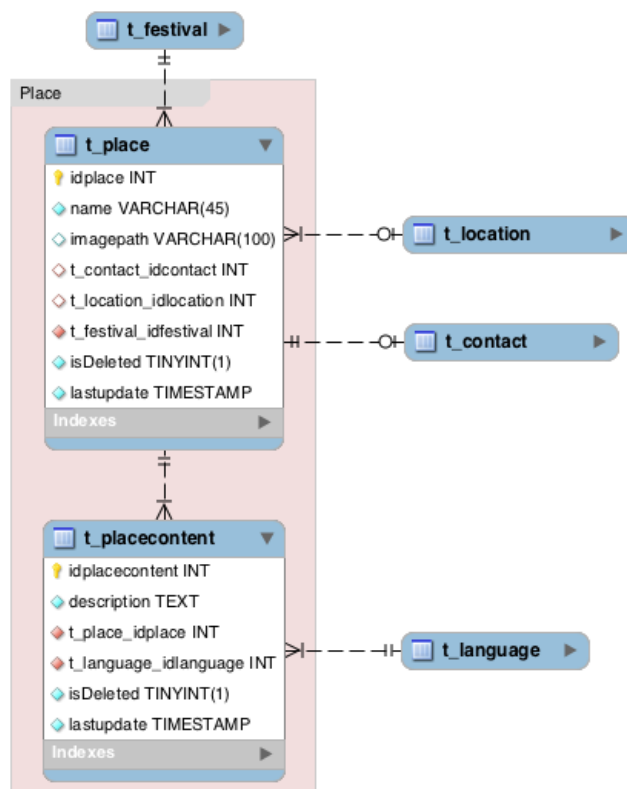 t_festival
Place
t_place
idplace INT
name VARCHAR(45)
imagepath VARCHAR(100)
t_contact_idcontact INT
t_location_idlocation INT
t_festival_idfestival INT
isDeleted TINYINT(1)
lastupdate TIMESTAMP
Indexes
t_location
t_contact
t_placecontent
idplacecontent INT
description TEXT
t_place_idplace INT
t_language_idlanguage INT
isDeleted TINYINT(1)
lastupdate TIMESTAMP
Indexes
t_language